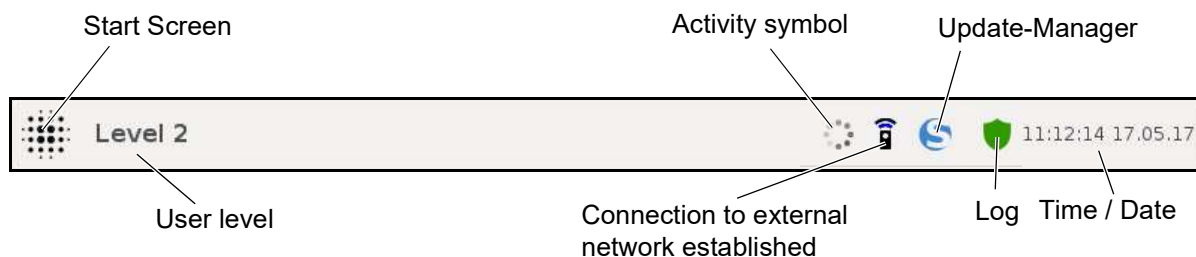 Start Screen
Activity symbol
Update-Manager
Level 2
11:12:14 17.05.17
User level
Connection to external
network established
Log
Time / Date